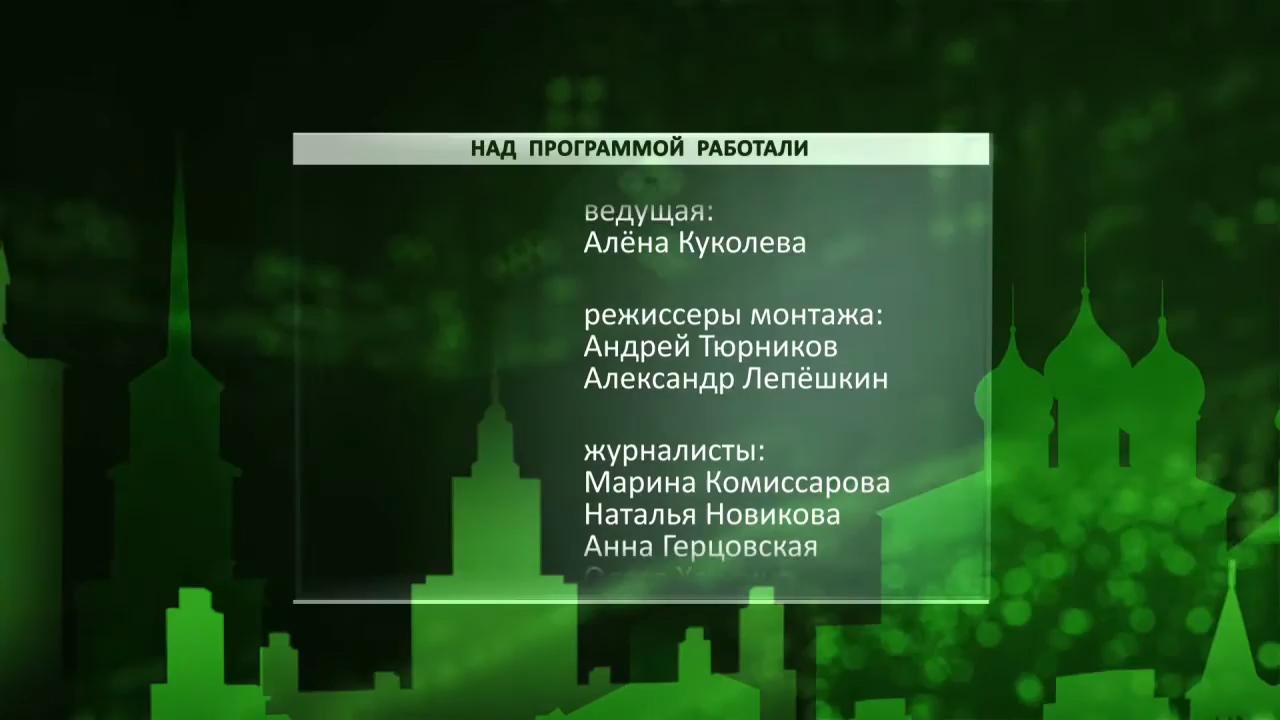 НАД ПРОГРАММОЙ РАБОТАЛИ
ведущая:
Алёна Куколева
режиссеры монтажа:
Андрей Тюрников
Александр Лепёшкин
журналисты:
Марина Комиссарова
Наталья Новикова
Анна Герцовская